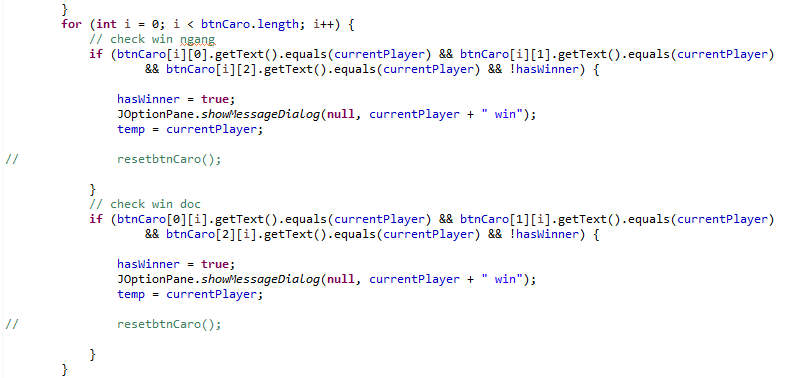 }
for (int i = 0; i < btnCaro.length; i++) {
// check win ngang
if (btnCaro[i][0].getText().equals(currentPlayer) && btnCaro[i][1].getText().equals(currentPlayer)
&& btnCaro[i][2].getText().equals(currentPlayer) && !hasWinner) {
hasWinner = true;
JOptionPane.showMessageDialog(null, currentPlayer + " win");
temp = currentPlayer;
// resetbtnCaro();
}
// check win doc
if (btnCaro[0][i].getText().equals(currentPlayer) && btnCaro[1][i].getText().equals(currentPlayer)
&& btnCaro[2][i].getText().equals(currentPlayer) && !hasWinner) {
hasWinner = true;
JOptionPane.showMessageDialog(null, currentPlayer + " win");
temp = currentPlayer;
// resetbtnCaro();
}
}